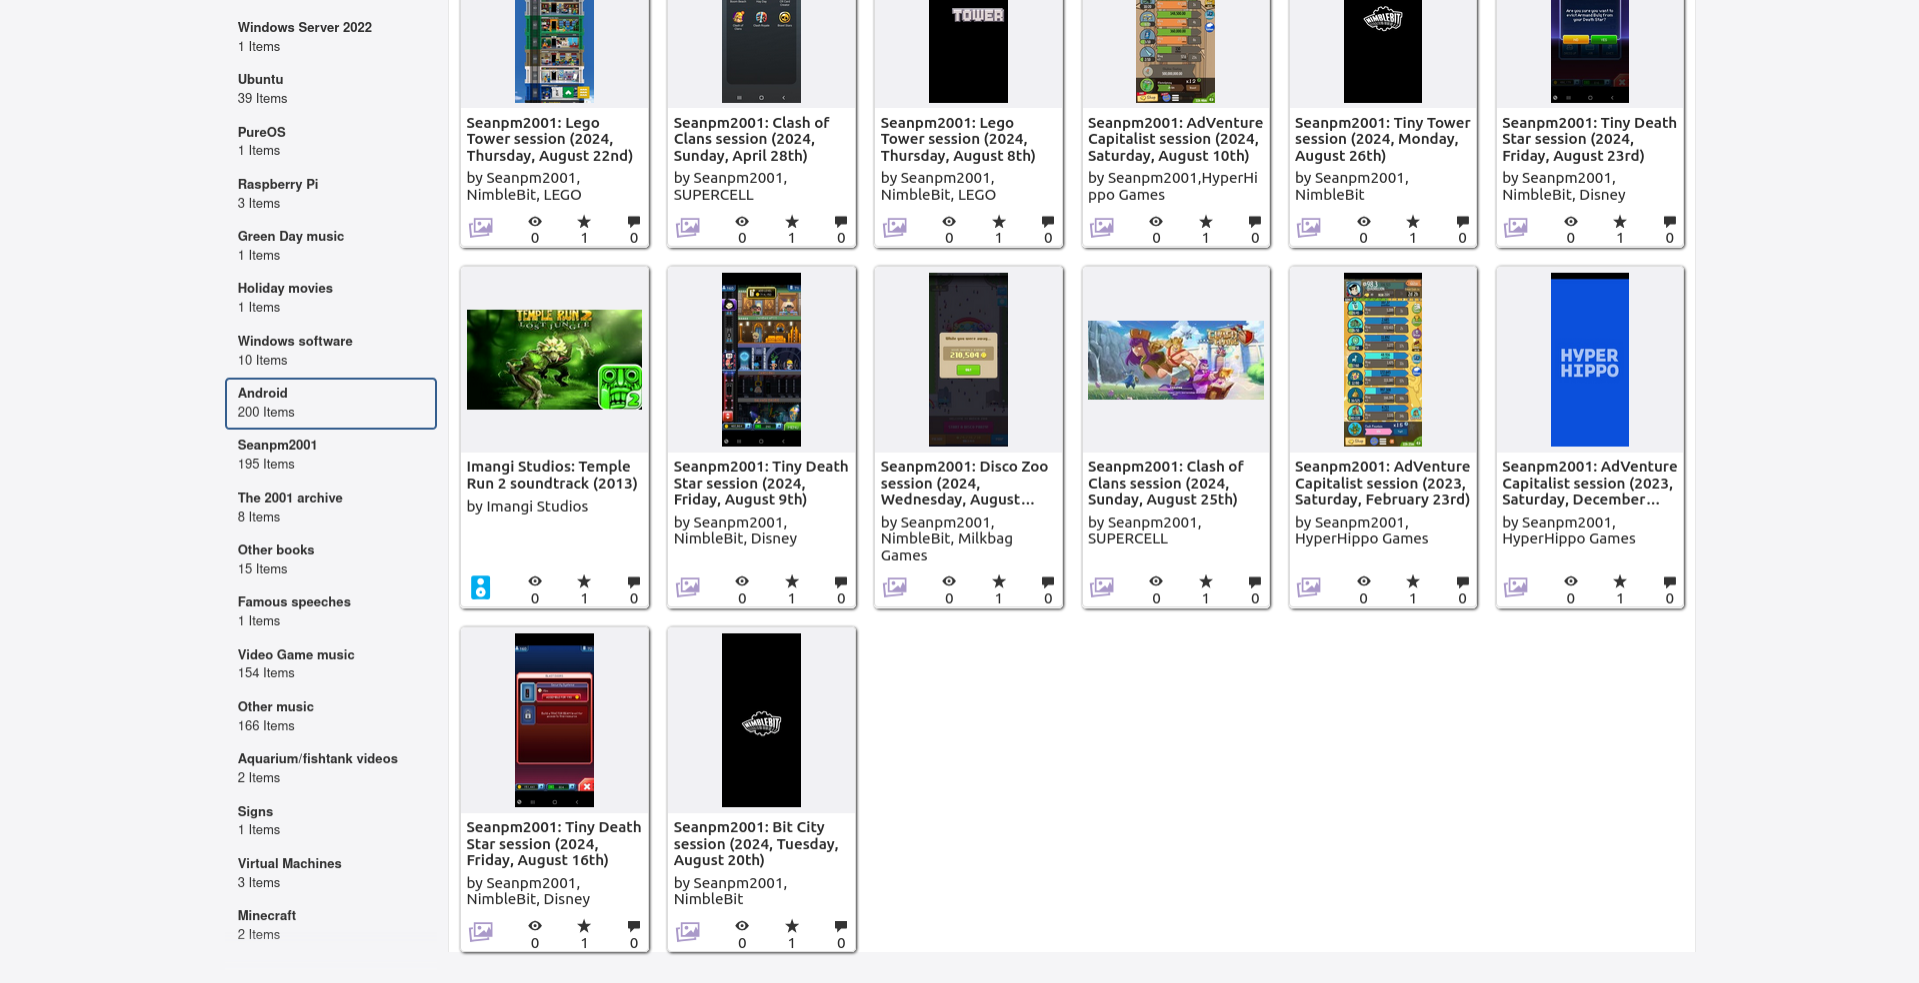 Windows Server 2022
1 Items
Ubuntu
39 Items
PureOS
1 Items
Raspberry Pi
3 Items
Green Day music
1 Items
Holiday movies
1 Items
Windows software
10 Items
Android
200 Items
Seanpm2001
195 Items
The 2001 archive
8 Items
Other books
15 Items
Famous speeches
1 Items
Video Game music
154 Items
Other music
166 Items
Aquarium/fishtank videos
2 Items
Signs
1 Items
Virtual Machines
3 Items
Minecraft
2 Items
Seanpm2001: Lego
Tower session (2024,
Thursday, August 22nd)
by Seanpm2001,
NimbleBit, LEGO
0 1 0
Seanpm2001: Clash of
Clans session (2024,
Sunday, April 28th)
by Seanpm2001,
SUPERCELL
0 1 0
TOWER
Seanpm2001: Lego
Tower session (2024,
Thursday, August 8th)
by Seanpm2001,
NimbleBit, LEGO
0 1 0
Seanpm2001: AdVenture
Capitalist session (2024,
Saturday, August 10th)
by Seanpm2001,HyperHi
ppo Games
0 1 0
NIMBLEBIT
Seanpm2001: Tiny Tower
session (2024, Monday,
August 26th)
by Seanpm2001,
NimbleBit
0 1 0
Seanpm2001: Tiny Death
Star session (2024,
Friday, August 23rd)
by Seanpm2001,
NimbleBit, Disney
0 1 0
TEMPLE RUN 2
LOST JUNGLE
2
Imangi Studios: Temple
Run 2 soundtrack (2013)
by Imangi Studios
0 1 0
Seanpm2001: Tiny Death
Star session (2024,
Friday, August 9th)
by Seanpm2001,
NimbleBit, Disney
0 1 0
While you were away...
210,504
Seanpm2001: Disco Zoo
session (2024,
Wednesday, August...
by Seanpm2001,
NimbleBit, Milkbag
Games
0 1 0
Seanpm2001: Clash of
Clans session (2024,
Sunday, August 25th)
by Seanpm2001,
SUPERCELL
0 1 0
Seanpm2001: AdVenture
Capitalist session (2023,
Saturday, February 23rd)
by Seanpm2001,
HyperHippo Games
0 1 0
HYPER
HIPPO
Seanpm2001: AdVenture
Capitalist session (2023,
Saturday, December...
by Seanpm2001,
HyperHippo Games
0 1 0
Seanpm2001: Tiny Death
Star session (2024,
Friday, August 16th)
by Seanpm2001,
NimbleBit, Disney
0 1 0
NIMBLEBIT
Seanpm2001: Bit City
session (2024, Tuesday,
August 20th)
by Seanpm2001,
NimbleBit
0 1 0